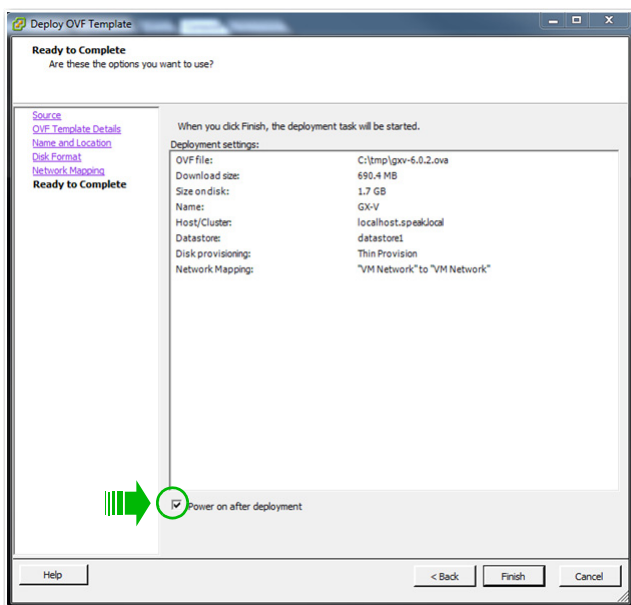 Deploy OVF Template
Ready to Complete
Are these the options you want to use?
Source
OVF Template Details
Name and Location
Disk Format
Network Mapping
Ready to Complete
When you click Finish, the deployment task will be started.
Deployment settings:
OVF file: C:\tmp\gxv-6.0.2.ova
Download size: 690.4 MB
Size on disk: 1.7 GB
Name: GX-V
Host/Cluster: localhost.speak.local
Datastore: datastore1
Disk provisioning: Thin Provision
Network Mapping: "VM Network" to "VM Network"
Power on after deployment
Help < Back Finish Cancel